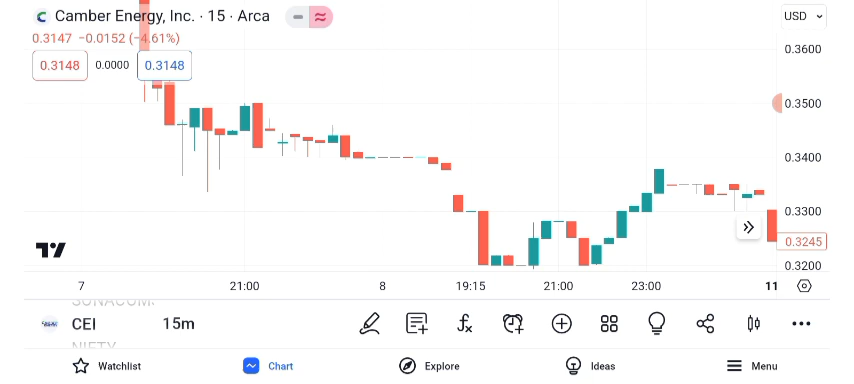 Camber Energy, Inc. · 15 · Arca
USD
0.3147 −0.0152 (−4.61%)
0.3148 0.0000 0.3148
0.3600
0.3500
0.3400
0.3300
0.3245
0.3200
7 21:00 8 19:15 21:00 23:00 11
CEI 15m
NIFTY
Watchlist Chart Explore Ideas Menu